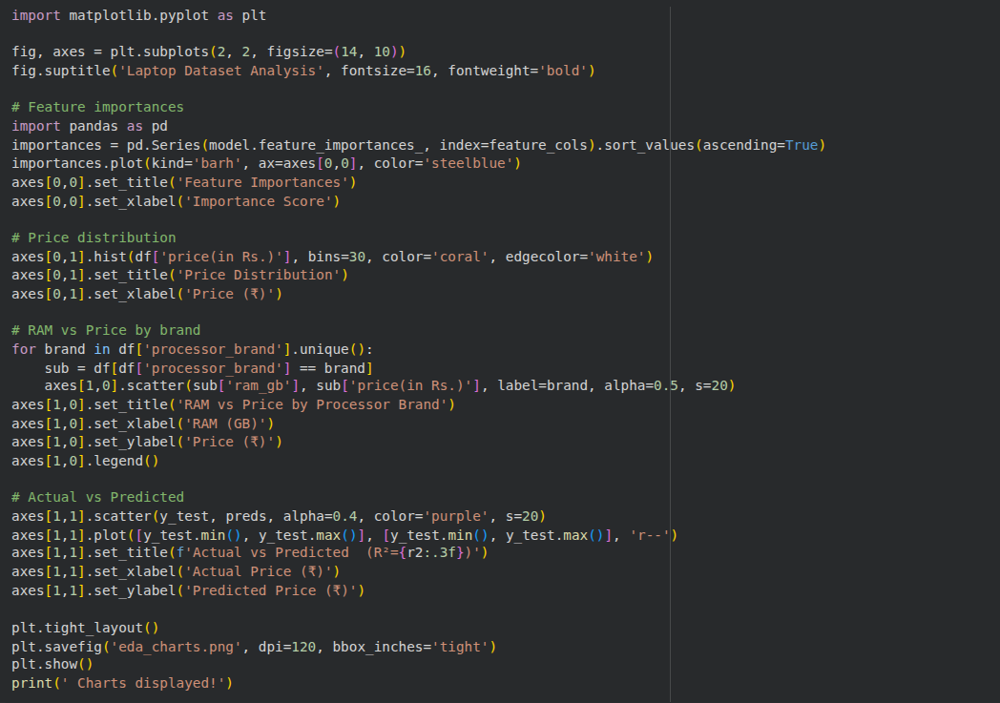 import matplotlib.pyplot as plt

fig, axes = plt.subplots(2, 2, figsize=(14, 10))
fig.suptitle('Laptop Dataset Analysis', fontsize=16, fontweight='bold')

# Feature importances
import pandas as pd
importances = pd.Series(model.feature_importances_, index=feature_cols).sort_values(ascending=True)
importances.plot(kind='barh', ax=axes[0,0], color='steelblue')
axes[0,0].set_title('Feature Importances')
axes[0,0].set_xlabel('Importance Score')

# Price distribution
axes[0,1].hist(df['price(in Rs.)'], bins=30, color='coral', edgecolor='white')
axes[0,1].set_title('Price Distribution')
axes[0,1].set_xlabel('Price (₹)')

# RAM vs Price by brand
for brand in df['processor_brand'].unique():
    sub = df[df['processor_brand'] == brand]
    axes[1,0].scatter(sub['ram_gb'], sub['price(in Rs.)'], label=brand, alpha=0.5, s=20)
axes[1,0].set_title('RAM vs Price by Processor Brand')
axes[1,0].set_xlabel('RAM (GB)')
axes[1,0].set_ylabel('Price (₹)')
axes[1,0].legend()

# Actual vs Predicted
axes[1,1].scatter(y_test, preds, alpha=0.4, color='purple', s=20)
axes[1,1].plot([y_test.min(), y_test.max()], [y_test.min(), y_test.max()], 'r--')
axes[1,1].set_title(f'Actual vs Predicted  (R²={r2:.3f})')
axes[1,1].set_xlabel('Actual Price (₹)')
axes[1,1].set_ylabel('Predicted Price (₹)')

plt.tight_layout()
plt.savefig('eda_charts.png', dpi=120, bbox_inches='tight')
plt.show()
print(' Charts displayed!')